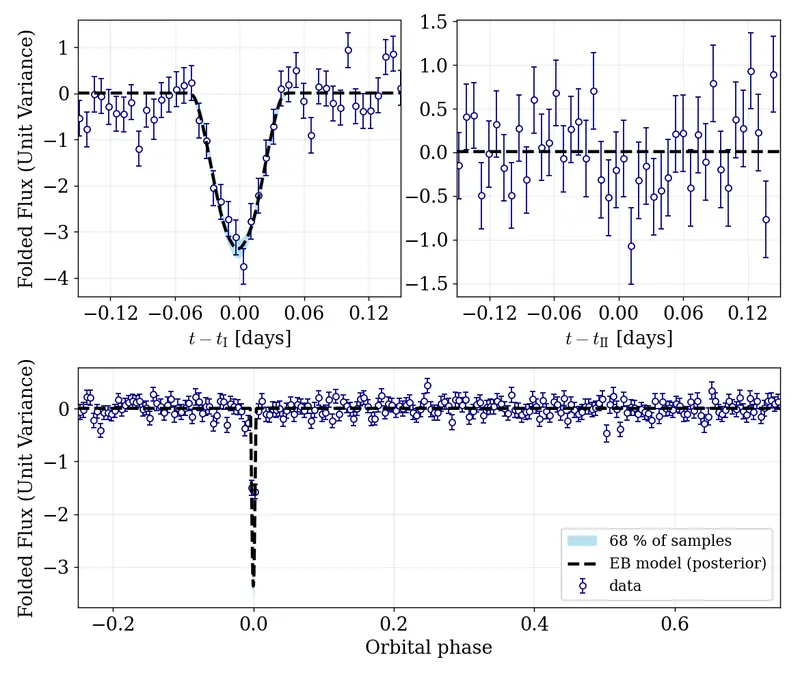 Folded Flux (Unit Variance)
1
0
−1
−2
−3
−4
−0.12 −0.06 0.00 0.06 0.12
t − tI [days]
1.5
1.0
0.5
0.0
−0.5
−1.0
−1.5
−0.12 −0.06 0.00 0.06 0.12
t − tII [days]
Folded Flux (Unit Variance)
0
−1
−2
−3
68 % of samples
EB model (posterior)
data
−0.2 0.0 0.2 0.4 0.6
Orbital phase